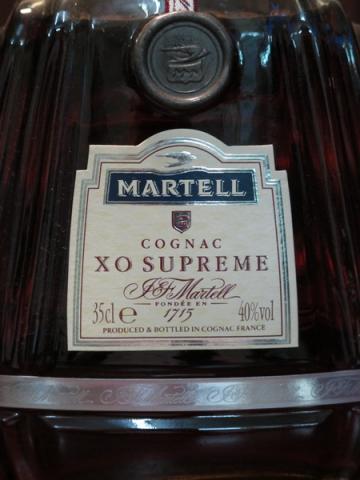 MARTELL
COGNAC
XO SUPREME
J&F Martell
FONDÉE EN
1715
35cl e
40%vol
PRODUCED & BOTTLED IN COGNAC FRANCE